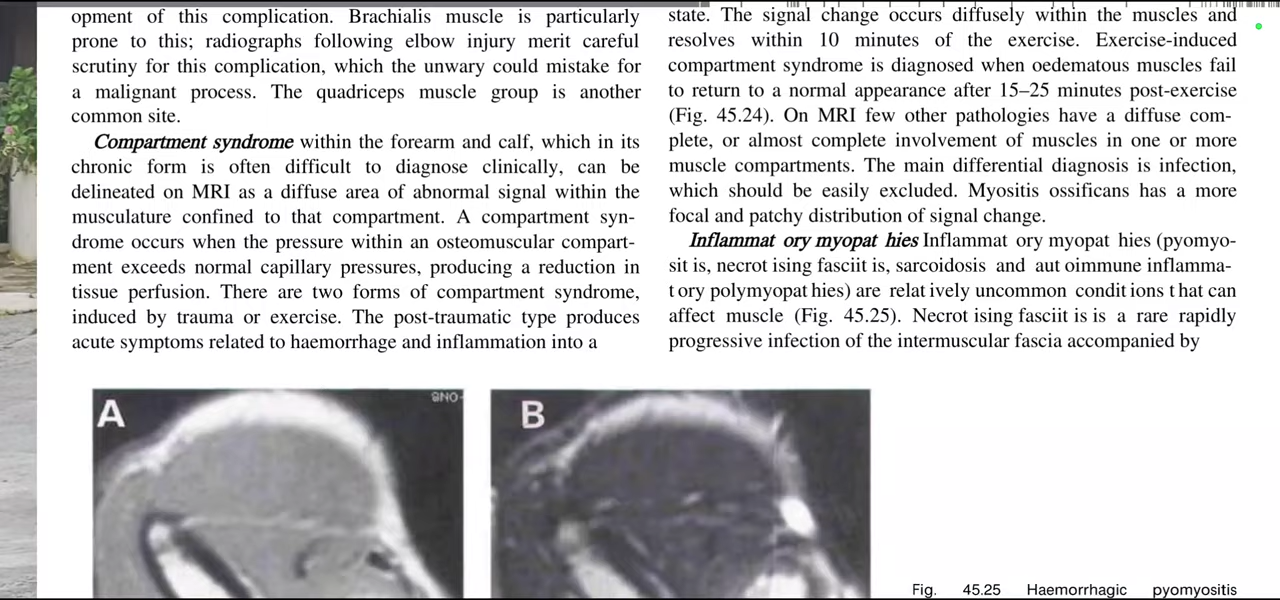 opment of this complication. Brachialis muscle is particularly
prone to this; radiographs following elbow injury merit careful
scrutiny for this complication, which the unwary could mistake for
a malignant process. The quadriceps muscle group is another
common site.
Compartment syndrome within the forearm and calf, which in its
chronic form is often difficult to diagnose clinically, can be
delineated on MRI as a diffuse area of abnormal signal within the
musculature confined to that compartment. A compartment syn-
drome occurs when the pressure within an osteomuscular compart-
ment exceeds normal capillary pressures, producing a reduction in
tissue perfusion. There are two forms of compartment syndrome,
induced by trauma or exercise. The post-traumatic type produces
acute symptoms related to haemorrhage and inflammation into a
state. The signal change occurs diffusely within the muscles and
resolves within 10 minutes of the exercise. Exercise-induced
compartment syndrome is diagnosed when oedematous muscles fail
to return to a normal appearance after 15–25 minutes post-exercise
(Fig. 45.24). On MRI few other pathologies have a diffuse com-
plete, or almost complete involvement of muscles in one or more
muscle compartments. The main differential diagnosis is infection,
which should be easily excluded. Myositis ossificans has a more
focal and patchy distribution of signal change.
Inflammat ory myopat hies Inflammat ory myopat hies (pyomyo-
sit is, necrot ising fasciit is, sarcoidosis and aut oimmune inflamma-
t ory polymyopat hies) are relat ively uncommon condit ions t hat can
affect muscle (Fig. 45.25). Necrot ising fasciit is is a rare rapidly
progressive infection of the intermuscular fascia accompanied by
A
B
Fig. 45.25 Haemorrhagic pyomyositis